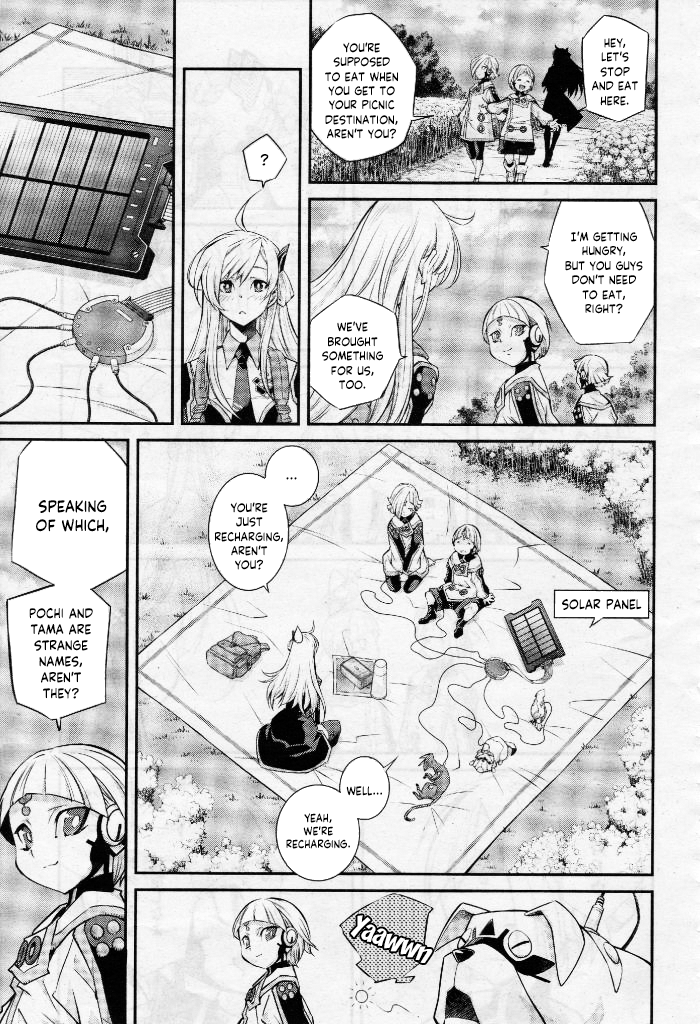 HEY,
LET'S
STOP
AND EAT
HERE.
YOU'RE
SUPPOSED
TO EAT WHEN
YOU GET TO
YOUR PICNIC
DESTINATION,
AREN'T YOU?
I'M GETTING
HUNGRY,
BUT YOU GUYS
DON'T NEED
TO EAT,
RIGHT?
WE'VE
BROUGHT
SOMETHING
FOR US,
TOO.
?
...
YOU'RE
JUST
RECHARGING,
AREN'T
YOU?
SOLAR PANEL
WELL...
YEAH,
WE'RE
RECHARGING.
SPEAKING
OF WHICH,
POCHI AND
TAMA ARE
STRANGE
NAMES,
AREN'T
THEY?
Yaawwn